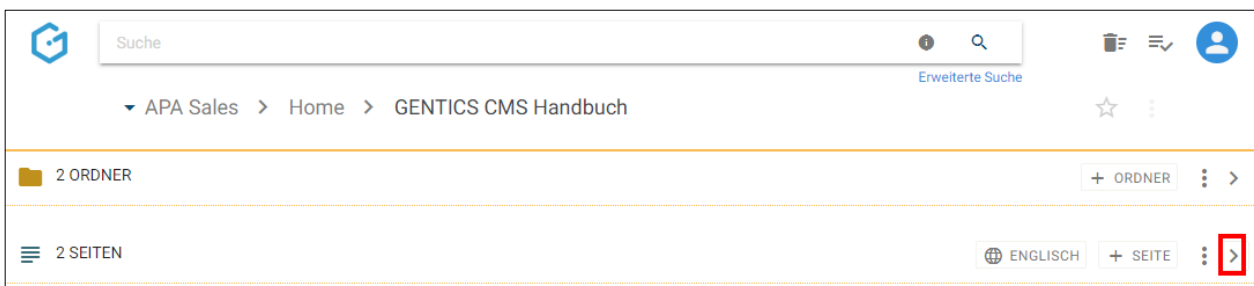 Suche
Erweiterte Suche
APA Sales > Home > GENTICS CMS Handbuch
2 ORDNER + ORDNER
2 SEITEN ENGLISCH + SEITE